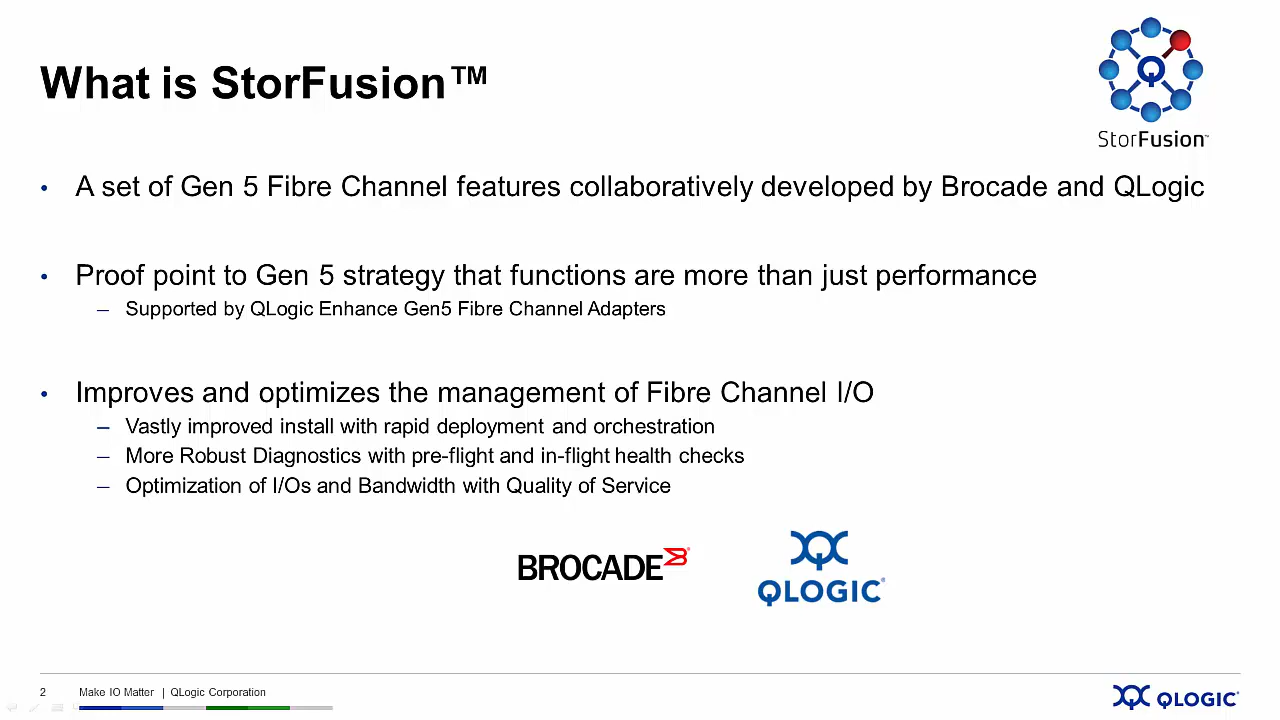 What is StorFusion™
StorFusion™
• A set of Gen 5 Fibre Channel features collaboratively developed by Brocade and QLogic
• Proof point to Gen 5 strategy that functions are more than just performance
– Supported by QLogic Enhance Gen5 Fibre Channel Adapters
• Improves and optimizes the management of Fibre Channel I/O
– Vastly improved install with rapid deployment and orchestration
– More Robust Diagnostics with pre-flight and in-flight health checks
– Optimization of I/Os and Bandwidth with Quality of Service
BROCADE
QLOGIC
2 Make IO Matter | QLogic Corporation
QLOGIC